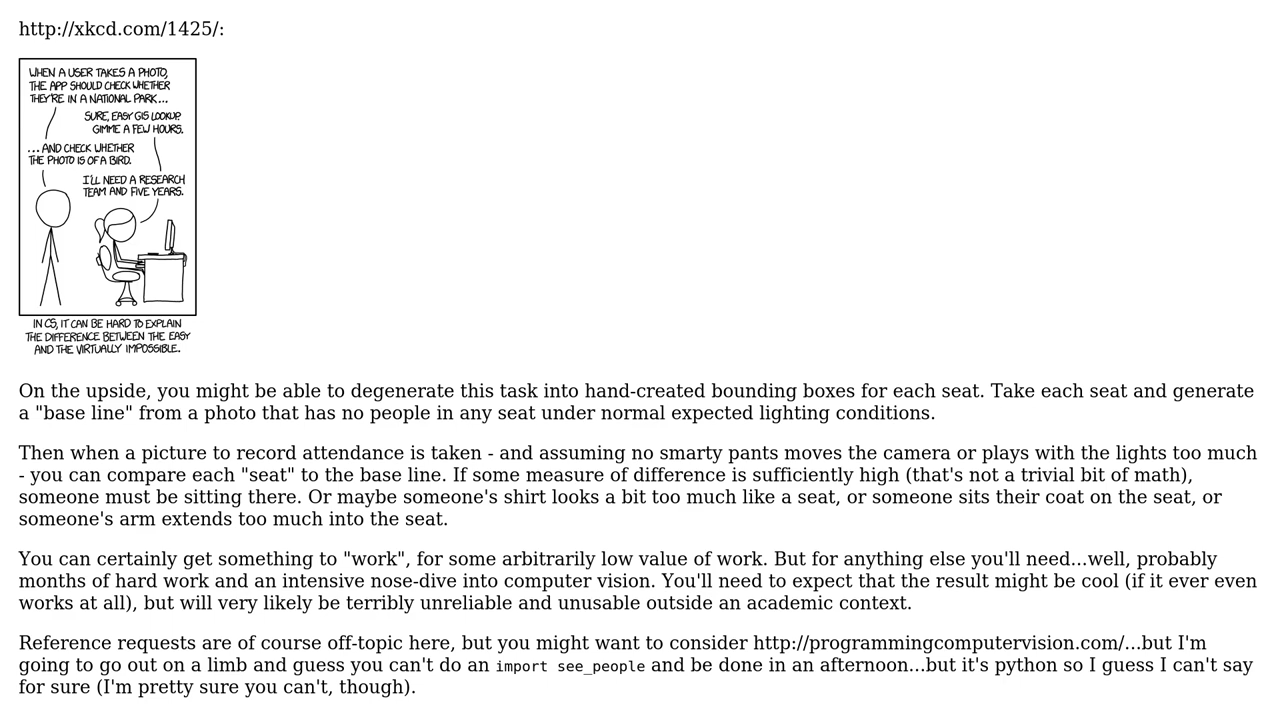 http://xkcd.com/1425/:
WHEN A USER TAKES A PHOTO,
THE APP SHOULD CHECK WHETHER
THEY'RE IN A NATIONAL PARK...
SURE, EASY GIS LOOKUP.
GIMME A FEW HOURS.
...AND CHECK WHETHER
THE PHOTO IS OF A BIRD.
I'LL NEED A RESEARCH
TEAM AND FIVE YEARS.
IN CS, IT CAN BE HARD TO EXPLAIN
THE DIFFERENCE BETWEEN THE EASY
AND THE VIRTUALLY IMPOSSIBLE.
On the upside, you might be able to degenerate this task into hand-created bounding boxes for each seat. Take each seat and generate
a "base line" from a photo that has no people in any seat under normal expected lighting conditions.
Then when a picture to record attendance is taken - and assuming no smarty pants moves the camera or plays with the lights too much
- you can compare each "seat" to the base line. If some measure of difference is sufficiently high (that's not a trivial bit of math),
someone must be sitting there. Or maybe someone's shirt looks a bit too much like a seat, or someone sits their coat on the seat, or
someone's arm extends too much into the seat.
You can certainly get something to "work", for some arbitrarily low value of work. But for anything else you'll need...well, probably
months of hard work and an intensive nose-dive into computer vision. You'll need to expect that the result might be cool (if it ever even
works at all), but will very likely be terribly unreliable and unusable outside an academic context.
Reference requests are of course off-topic here, but you might want to consider http://programmingcomputervision.com/...but I'm
going to go out on a limb and guess you can't do an import see_people and be done in an afternoon...but it's python so I guess I can't say
for sure (I'm pretty sure you can't, though).